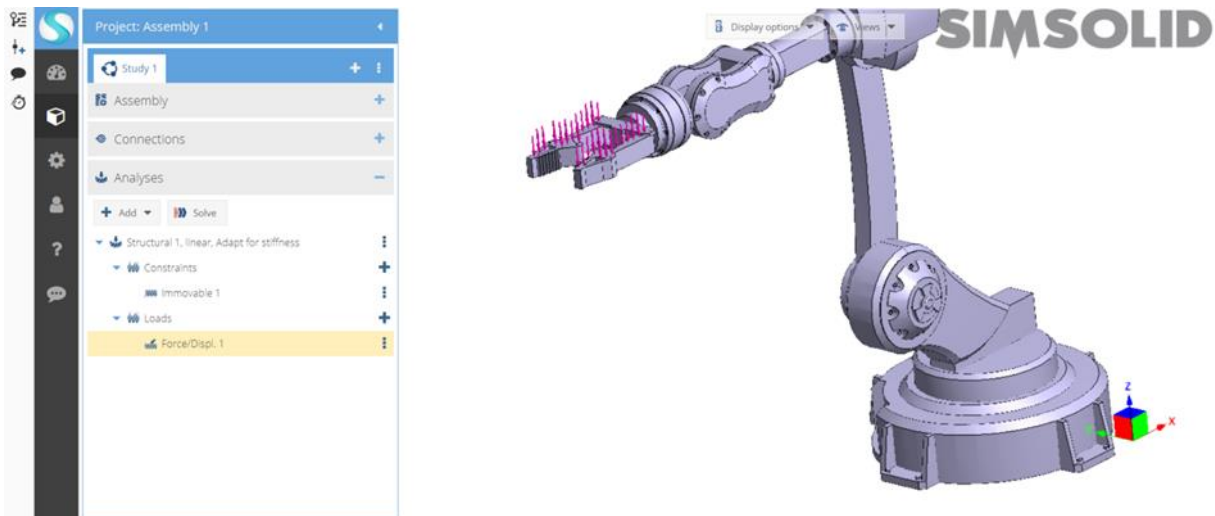 Project: Assembly 1
Study 1
Assembly
Connections
Analyses
Add
Solve
Structural 1, linear, Adapt for stiffness
Constraints
Immovable 1
Loads
Force/Displ. 1
Display options
Views
SIMSOLID
Z
X